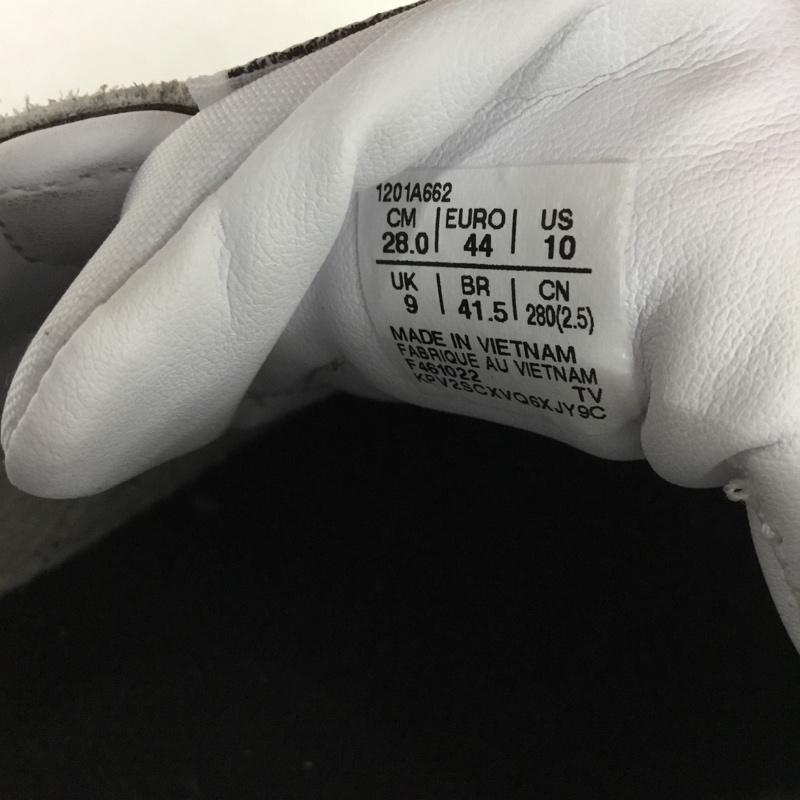 1201A662
CM | EURO | US
28.0 | 44 | 10
UK | BR | CN
9 | 41.5 | 280(2.5)
MADE IN VIETNAM
FABRIQUE AU VIETNAM
F461022 TV
KPV2SCXVQ6XJY9C